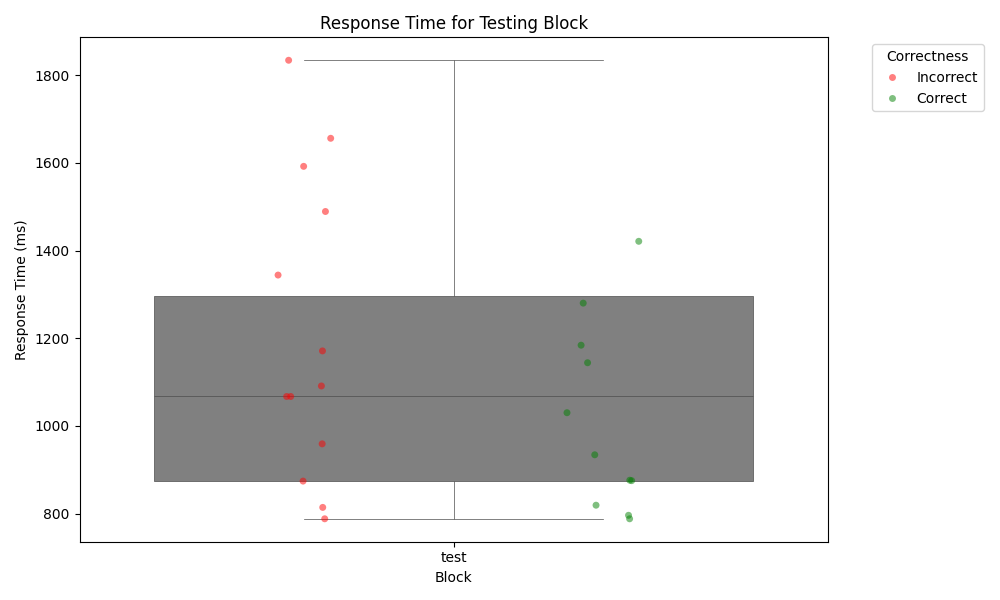 Response Time for Testing Block
Correctness
Incorrect
Correct
1800
1600
1400
1200
1000
800
Response Time (ms)
test
Block